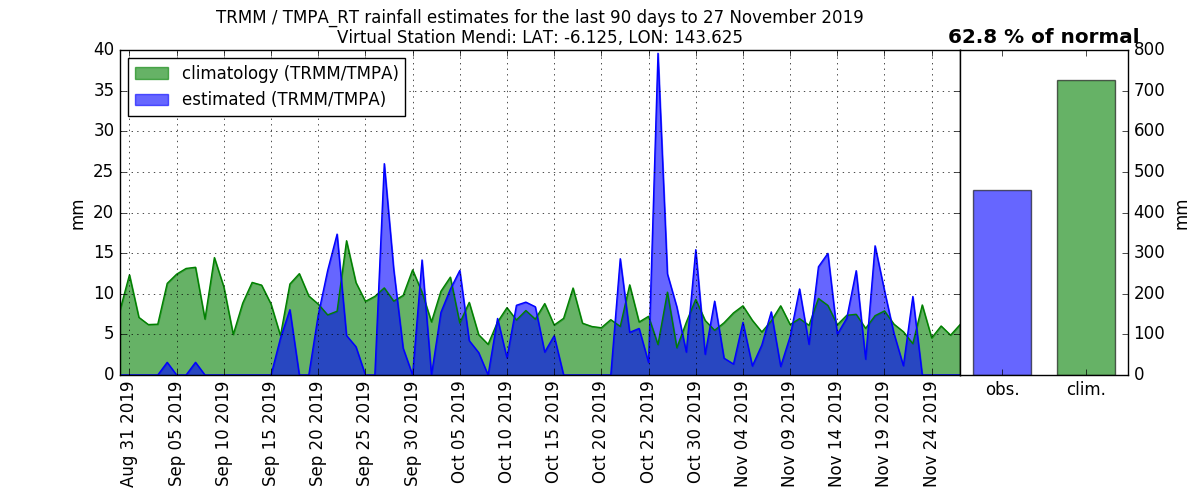 TRMM / TMPA_RT rainfall estimates for the last 90 days to 27 November 2019
Virtual Station Mendi: LAT: -6.125, LON: 143.625
62.8 % of normal
climatology (TRMM/TMPA)
estimated (TRMM/TMPA)
40
35
30
25
20
15
10
5
0
mm
800
700
600
500
400
300
200
100
0
mm
Aug 31 2019
Sep 05 2019
Sep 10 2019
Sep 15 2019
Sep 20 2019
Sep 25 2019
Sep 30 2019
Oct 05 2019
Oct 10 2019
Oct 15 2019
Oct 20 2019
Oct 25 2019
Oct 30 2019
Nov 04 2019
Nov 09 2019
Nov 14 2019
Nov 19 2019
Nov 24 2019
obs.
clim.